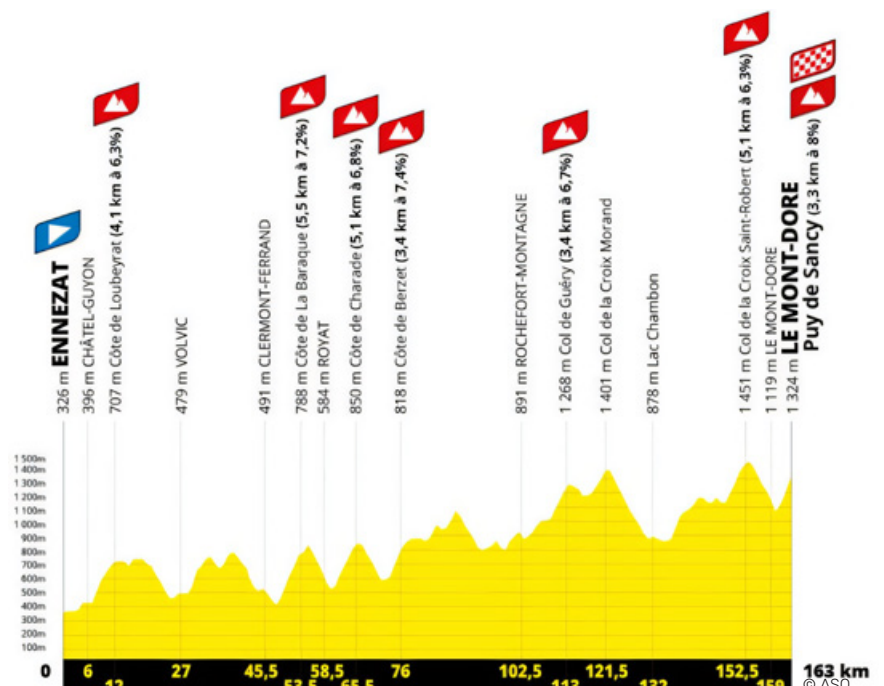 326 m ENNEZAT
396 m CHÂTEL-GUYON
707 m Côte de Loubeyrat (4,1 km à 6,3%)
479 m VOLVIC
491 m CLERMONT-FERRAND
788 m Côte de La Baraque (5,5 km à 7,2%)
584 m ROYAT
850 m Côte de Charade (5,1 km à 6,8%)
818 m Côte de Berzet (3,4 km à 7,4%)
891 m ROCHEFORT-MONTAGNE
1 268 m Col de Guéry (3,4 km à 6,7%)
1 401 m Col de la Croix Morand
878 m Lac Chambon
1 451 m Col de la Croix Saint-Robert (5,1 km à 6,3%)
1 119 m LE MONT-DORE
1 324 m LE MONT-DORE
Puy de Sancy (3,3 km à 8%)
1 500m
1 400m
1 300m
1 200m
1 100m
1 000m
900m
800m
700m
600m
500m
400m
300m
200m
100m
0 6 27 45,5 58,5 76 102,5 121,5 152,5 163 km
12 53,5 65,5 113 132 159
© ASO